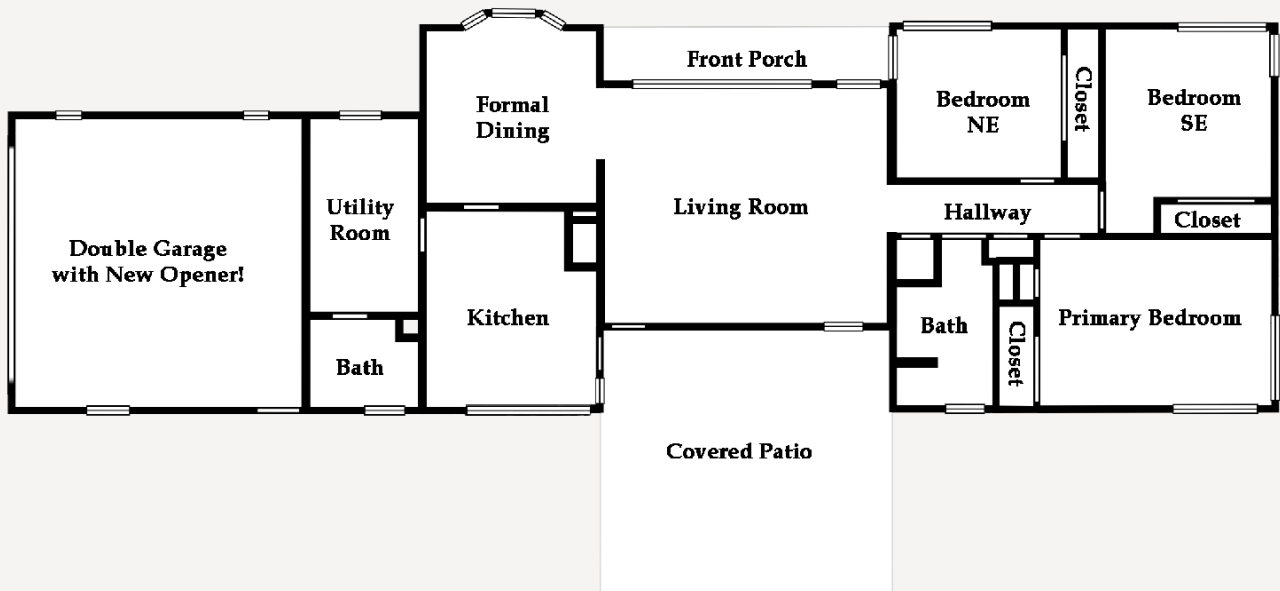 Front Porch
Formal
Dining
Bedroom
NE
Closet
Bedroom
SE
Utility
Room
Living Room
Hallway
Closet
Double Garage
with New Opener!
Kitchen
Bath
Bath
Closet
Primary Bedroom
Covered Patio